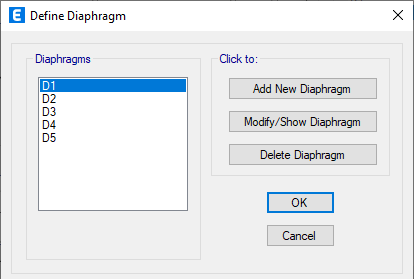 E Define Diaphragm
Diaphragms
D1
D2
D3
D4
D5
Click to:
Add New Diaphragm
Modify/Show Diaphragm
Delete Diaphragm
OK
Cancel